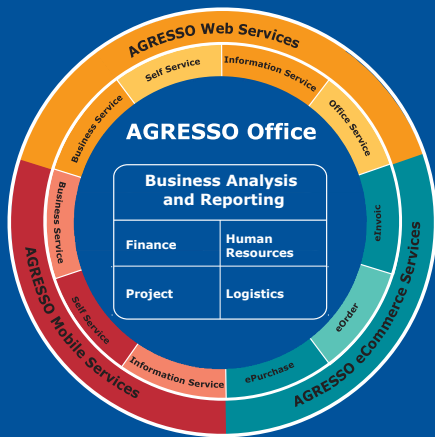 AGRESSO Web Services
Business Service
Self Service
Information Service
Office Service
AGRESSO Office
Business Analysis
and Reporting
Finance
Human
Resources
Project
Logistics
AGRESSO eCommerce Services
eInvoic
eOrder
ePurchase
AGRESSO Mobile Services
Business Service
Self Service
Information Service